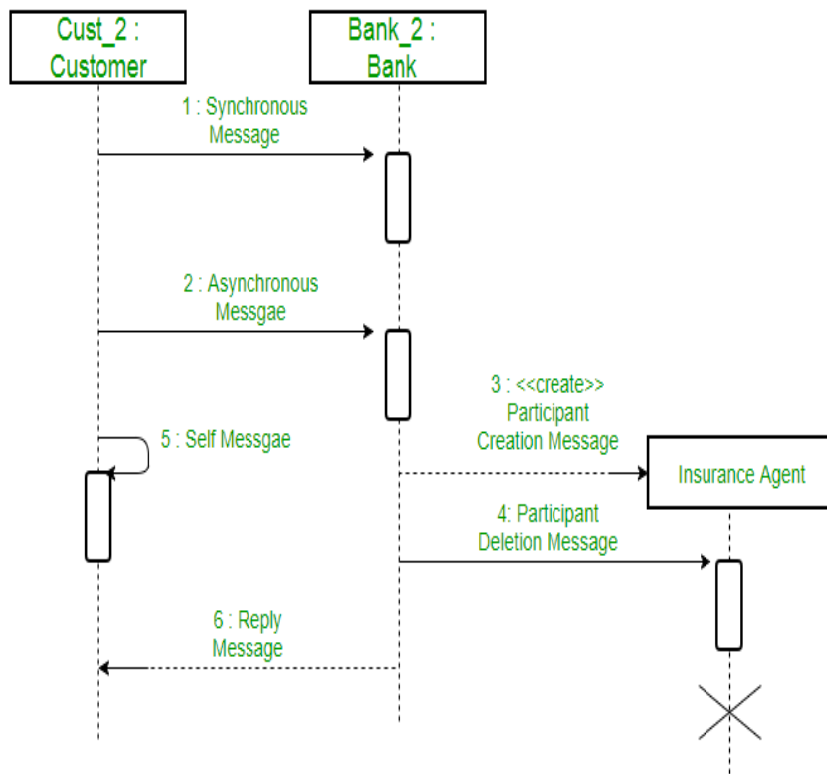 Cust_2 :
Customer
Bank_2 :
Bank
1 : Synchronous
Message
2 : Asynchronous
Messgae
3 : <<create>>
Participant
Creation Message
5 : Self Messgae
Insurance Agent
4: Participant
Deletion Message
6 : Reply
Message